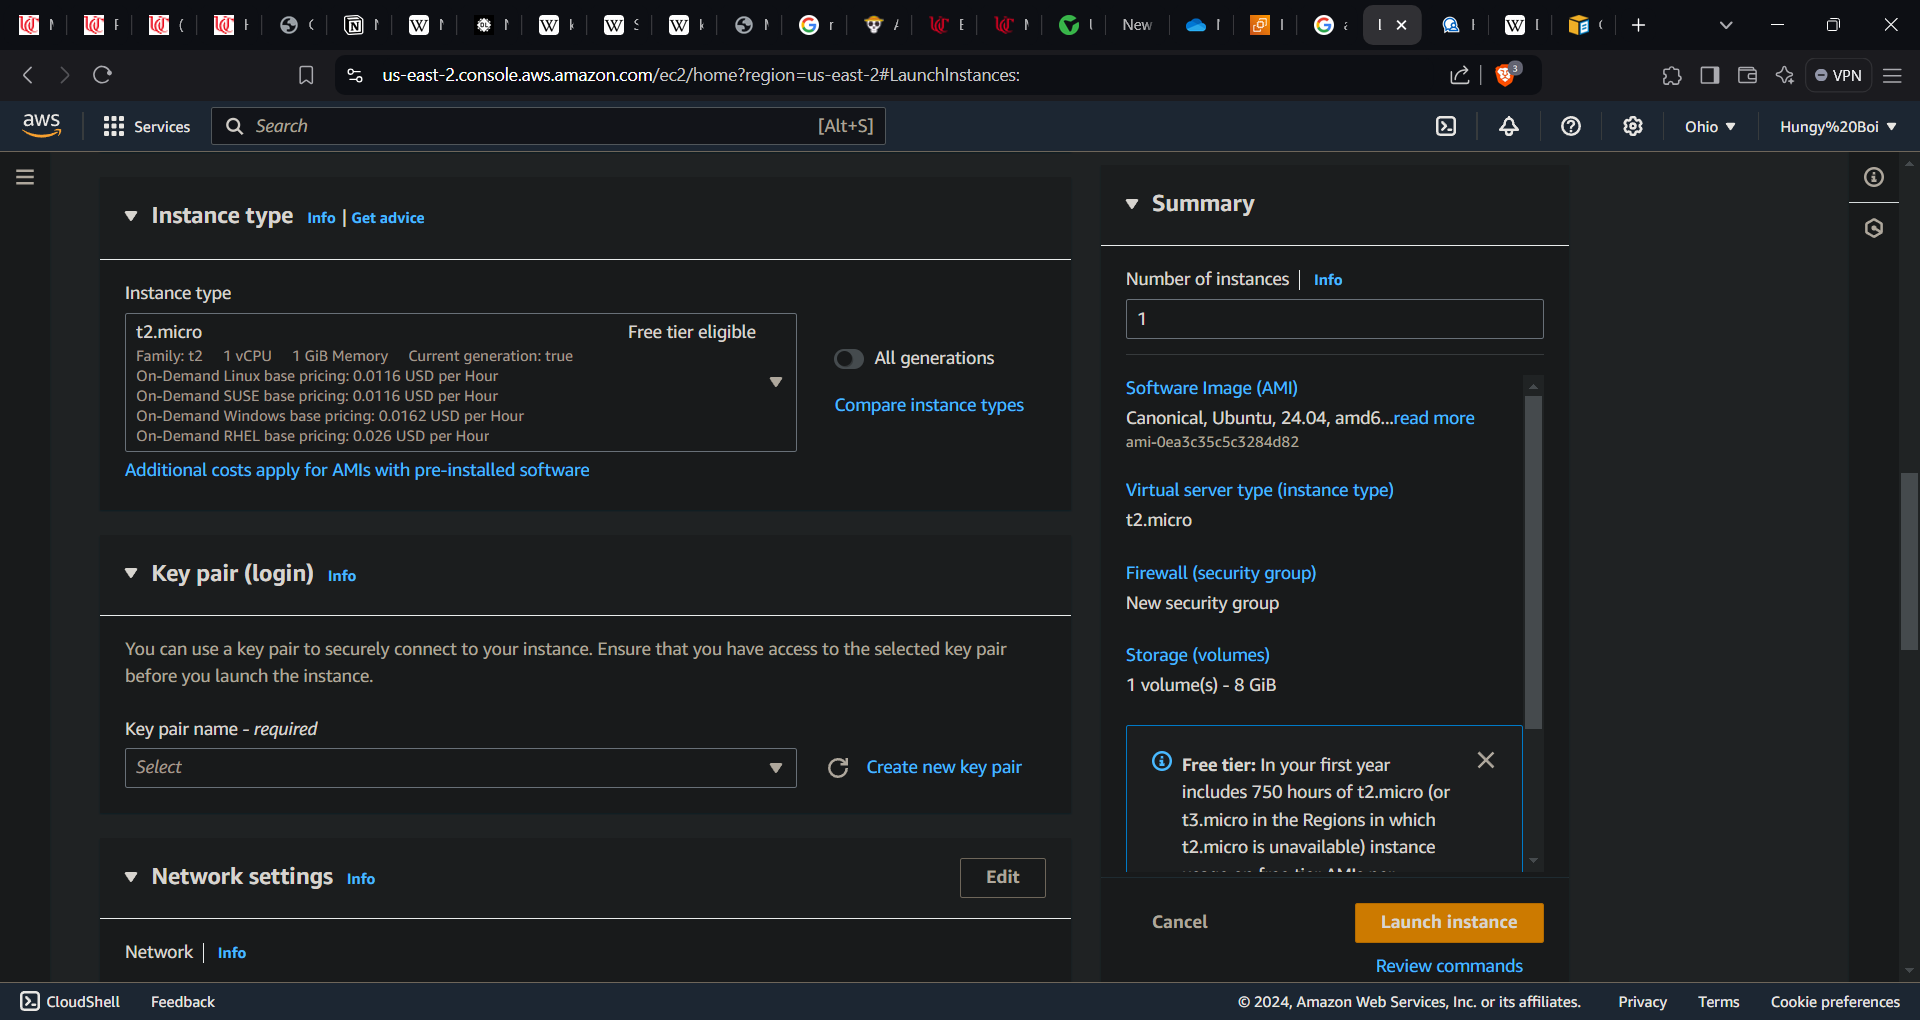 New
us-east-2.console.aws.amazon.com/ec2/home?region=us-east-2#LaunchInstances:
3
VPN
aws
Services
Search
[Alt+S]
Ohio
Hungy%20Boi
Instance type
Info
Get advice
Instance type
t2.micro
Free tier eligible
Family: t2 1 vCPU 1 GiB Memory Current generation: true
On-Demand Linux base pricing: 0.0116 USD per Hour
On-Demand SUSE base pricing: 0.0116 USD per Hour
On-Demand Windows base pricing: 0.0162 USD per Hour
On-Demand RHEL base pricing: 0.026 USD per Hour
All generations
Compare instance types
Additional costs apply for AMIs with pre-installed software
Key pair (login)
Info
You can use a key pair to securely connect to your instance. Ensure that you have access to the selected key pair
before you launch the instance.
Key pair name - required
Select
Create new key pair
Network settings
Info
Edit
Network
Info
Summary
Number of instances
Info
1
Software Image (AMI)
Canonical, Ubuntu, 24.04, amd6...read more
ami-0ea3c35c5c3284d82
Virtual server type (instance type)
t2.micro
Firewall (security group)
New security group
Storage (volumes)
1 volume(s) - 8 GiB
Free tier: In your first year
includes 750 hours of t2.micro (or
t3.micro in the Regions in which
t2.micro is unavailable) instance
Cancel
Launch instance
Review commands
CloudShell
Feedback
© 2024, Amazon Web Services, Inc. or its affiliates.
Privacy
Terms
Cookie preferences